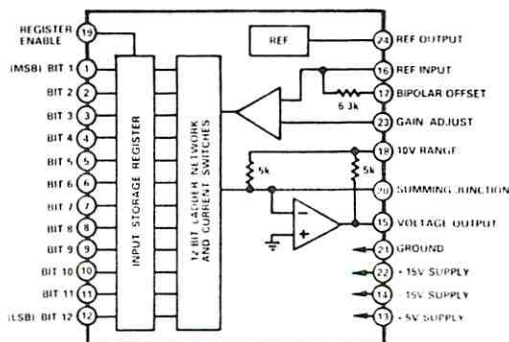 REGISTER
ENABLE
19
(MSB) BIT 1
1
BIT 2
2
BIT 3
3
BIT 4
4
BIT 5
5
BIT 6
6
BIT 7
7
BIT 8
8
BIT 9
9
BIT 10
10
BIT 11
11
(LSB) BIT 12
12
INPUT STORAGE REGISTER
12 BIT LADDER NETWORK
AND CURRENT SWITCHES
REF
24
REF OUTPUT
16
REF INPUT
6 3k
17
BIPOLAR OFFSET
23
GAIN ADJUST
18
10V RANGE
5k
5k
20
SUMMING JUNCTION
−
+
15
VOLTAGE OUTPUT
21
GROUND
22
+15V SUPPLY
14
15V SUPPLY
13
+5V SUPPLY